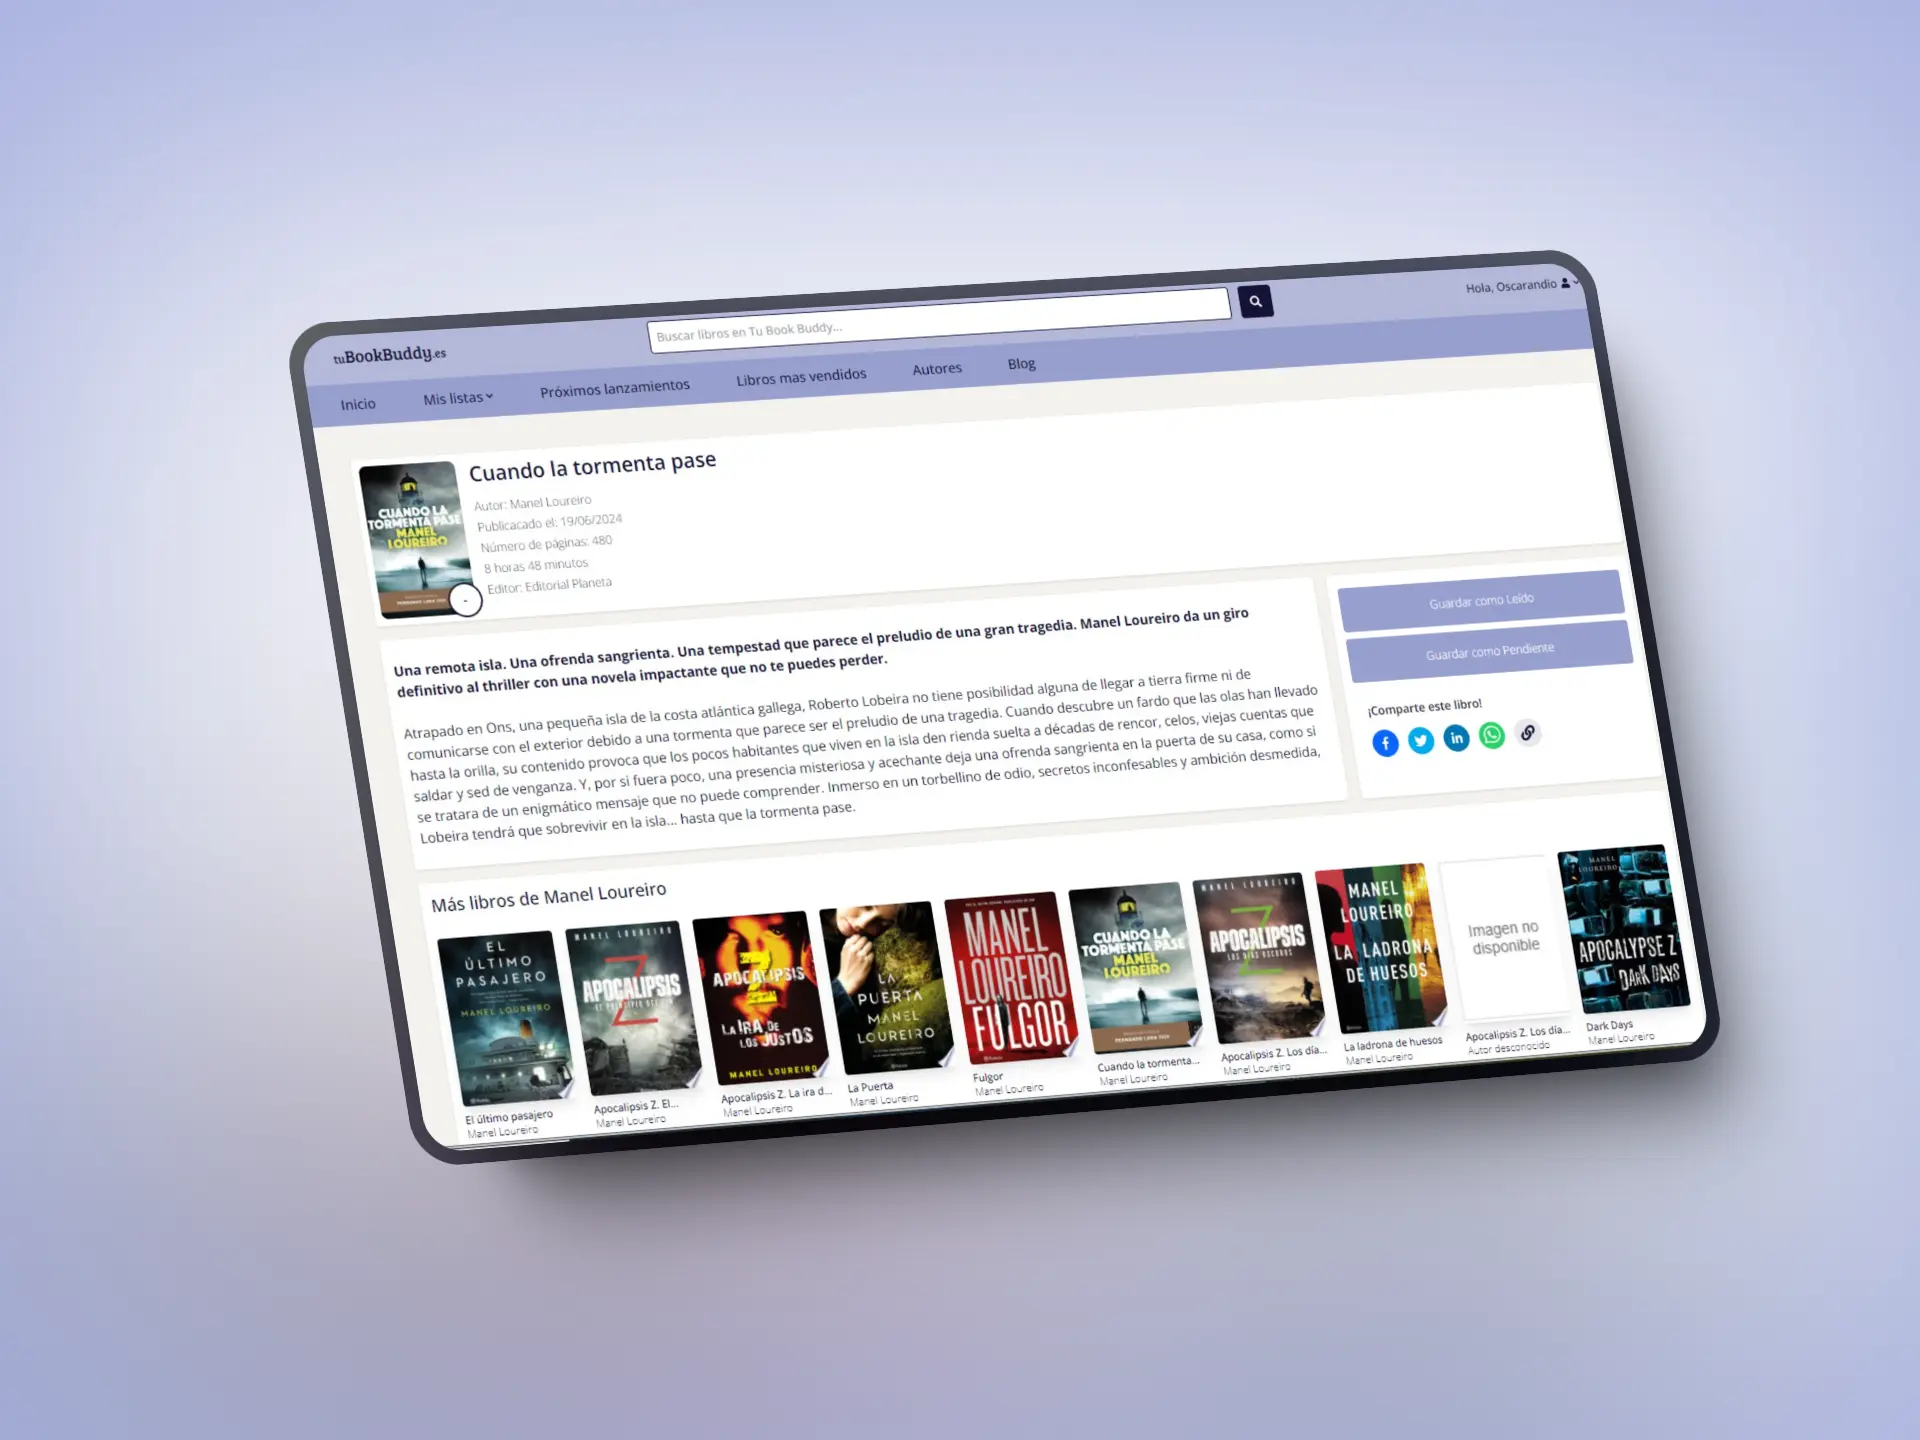 tuBookBuddy.es
Buscar libros en Tu Book Buddy...
Hola, Oscarandio
Inicio
Mis listas
Próximos lanzamientos
Libros mas vendidos
Autores
Blog
CUANDO LA
TORMENTA PASE
MANEL
LOUREIRO
-
Cuando la tormenta pase
Autor: Manel Loureiro
Publicacado el: 19/06/2024
Número de páginas: 480
8 horas 48 minutos
Editor: Editorial Planeta
Una remota isla. Una ofrenda sangrienta. Una tempestad que parece el preludio de una gran tragedia. Manel Loureiro da un giro
definitivo al thriller con una novela impactante que no te puedes perder.
Atrapado en Ons, una pequeña isla de la costa atlántica gallega, Roberto Lobeira no tiene posibilidad alguna de llegar a tierra firme ni de
comunicarse con el exterior debido a una tormenta que parece ser el preludio de una tragedia. Cuando descubre un fardo que las olas han llevado
hasta la orilla, su contenido provoca que los pocos habitantes que viven en la isla den rienda suelta a décadas de rencor, celos, viejas cuentas que
saldar y sed de venganza. Y, por si fuera poco, una presencia misteriosa y acechante deja una ofrenda sangrienta en la puerta de su casa, como si
se tratara de un enigmático mensaje que no puede comprender. Inmerso en un torbellino de odio, secretos inconfesables y ambición desmedida,
Lobeira tendrá que sobrevivir en la isla... hasta que la tormenta pase.
Guardar como Leído
Guardar como Pendiente
¡Comparte este libro!
Más libros de Manel Loureiro
EL
ÚLTIMO
PASAJERO
MANEL LOUREIRO
El último pasajero
Manel Loureiro
MANEL LOUREIRO
Z
APOCALIPSIS
EL PRINCIPIO DEL FIN
Apocalipsis Z. El...
Manel Loureiro
APOCALIPSIS
Z
LA IRA DE
LOS JUSTOS
MANEL LOUREIRO
Apocalipsis Z. La ira d...
Manel Loureiro
LA
PUERTA
MANEL
LOUREIRO
La Puerta
Manel Loureiro
MANEL
LOUREIRO
FULGOR
Fulgor
Manel Loureiro
CUANDO LA
TORMENTA PASE
MANEL
LOUREIRO
Cuando la tormenta...
Manel Loureiro
MANEL LOUREIRO
Z
APOCALIPSIS
LOS DÍAS OSCUROS
Apocalipsis Z. Los día...
Manel Loureiro
MANEL
LOUREIRO
LA LADRONA
DE HUESOS
La ladrona de huesos
Manel Loureiro
Imagen no
disponible
Apocalipsis Z. Los día...
Autor desconocido
MANEL
LOUREIRO
APOCALYPSE Z
DARK DAYS
Dark Days
Manel Loureiro